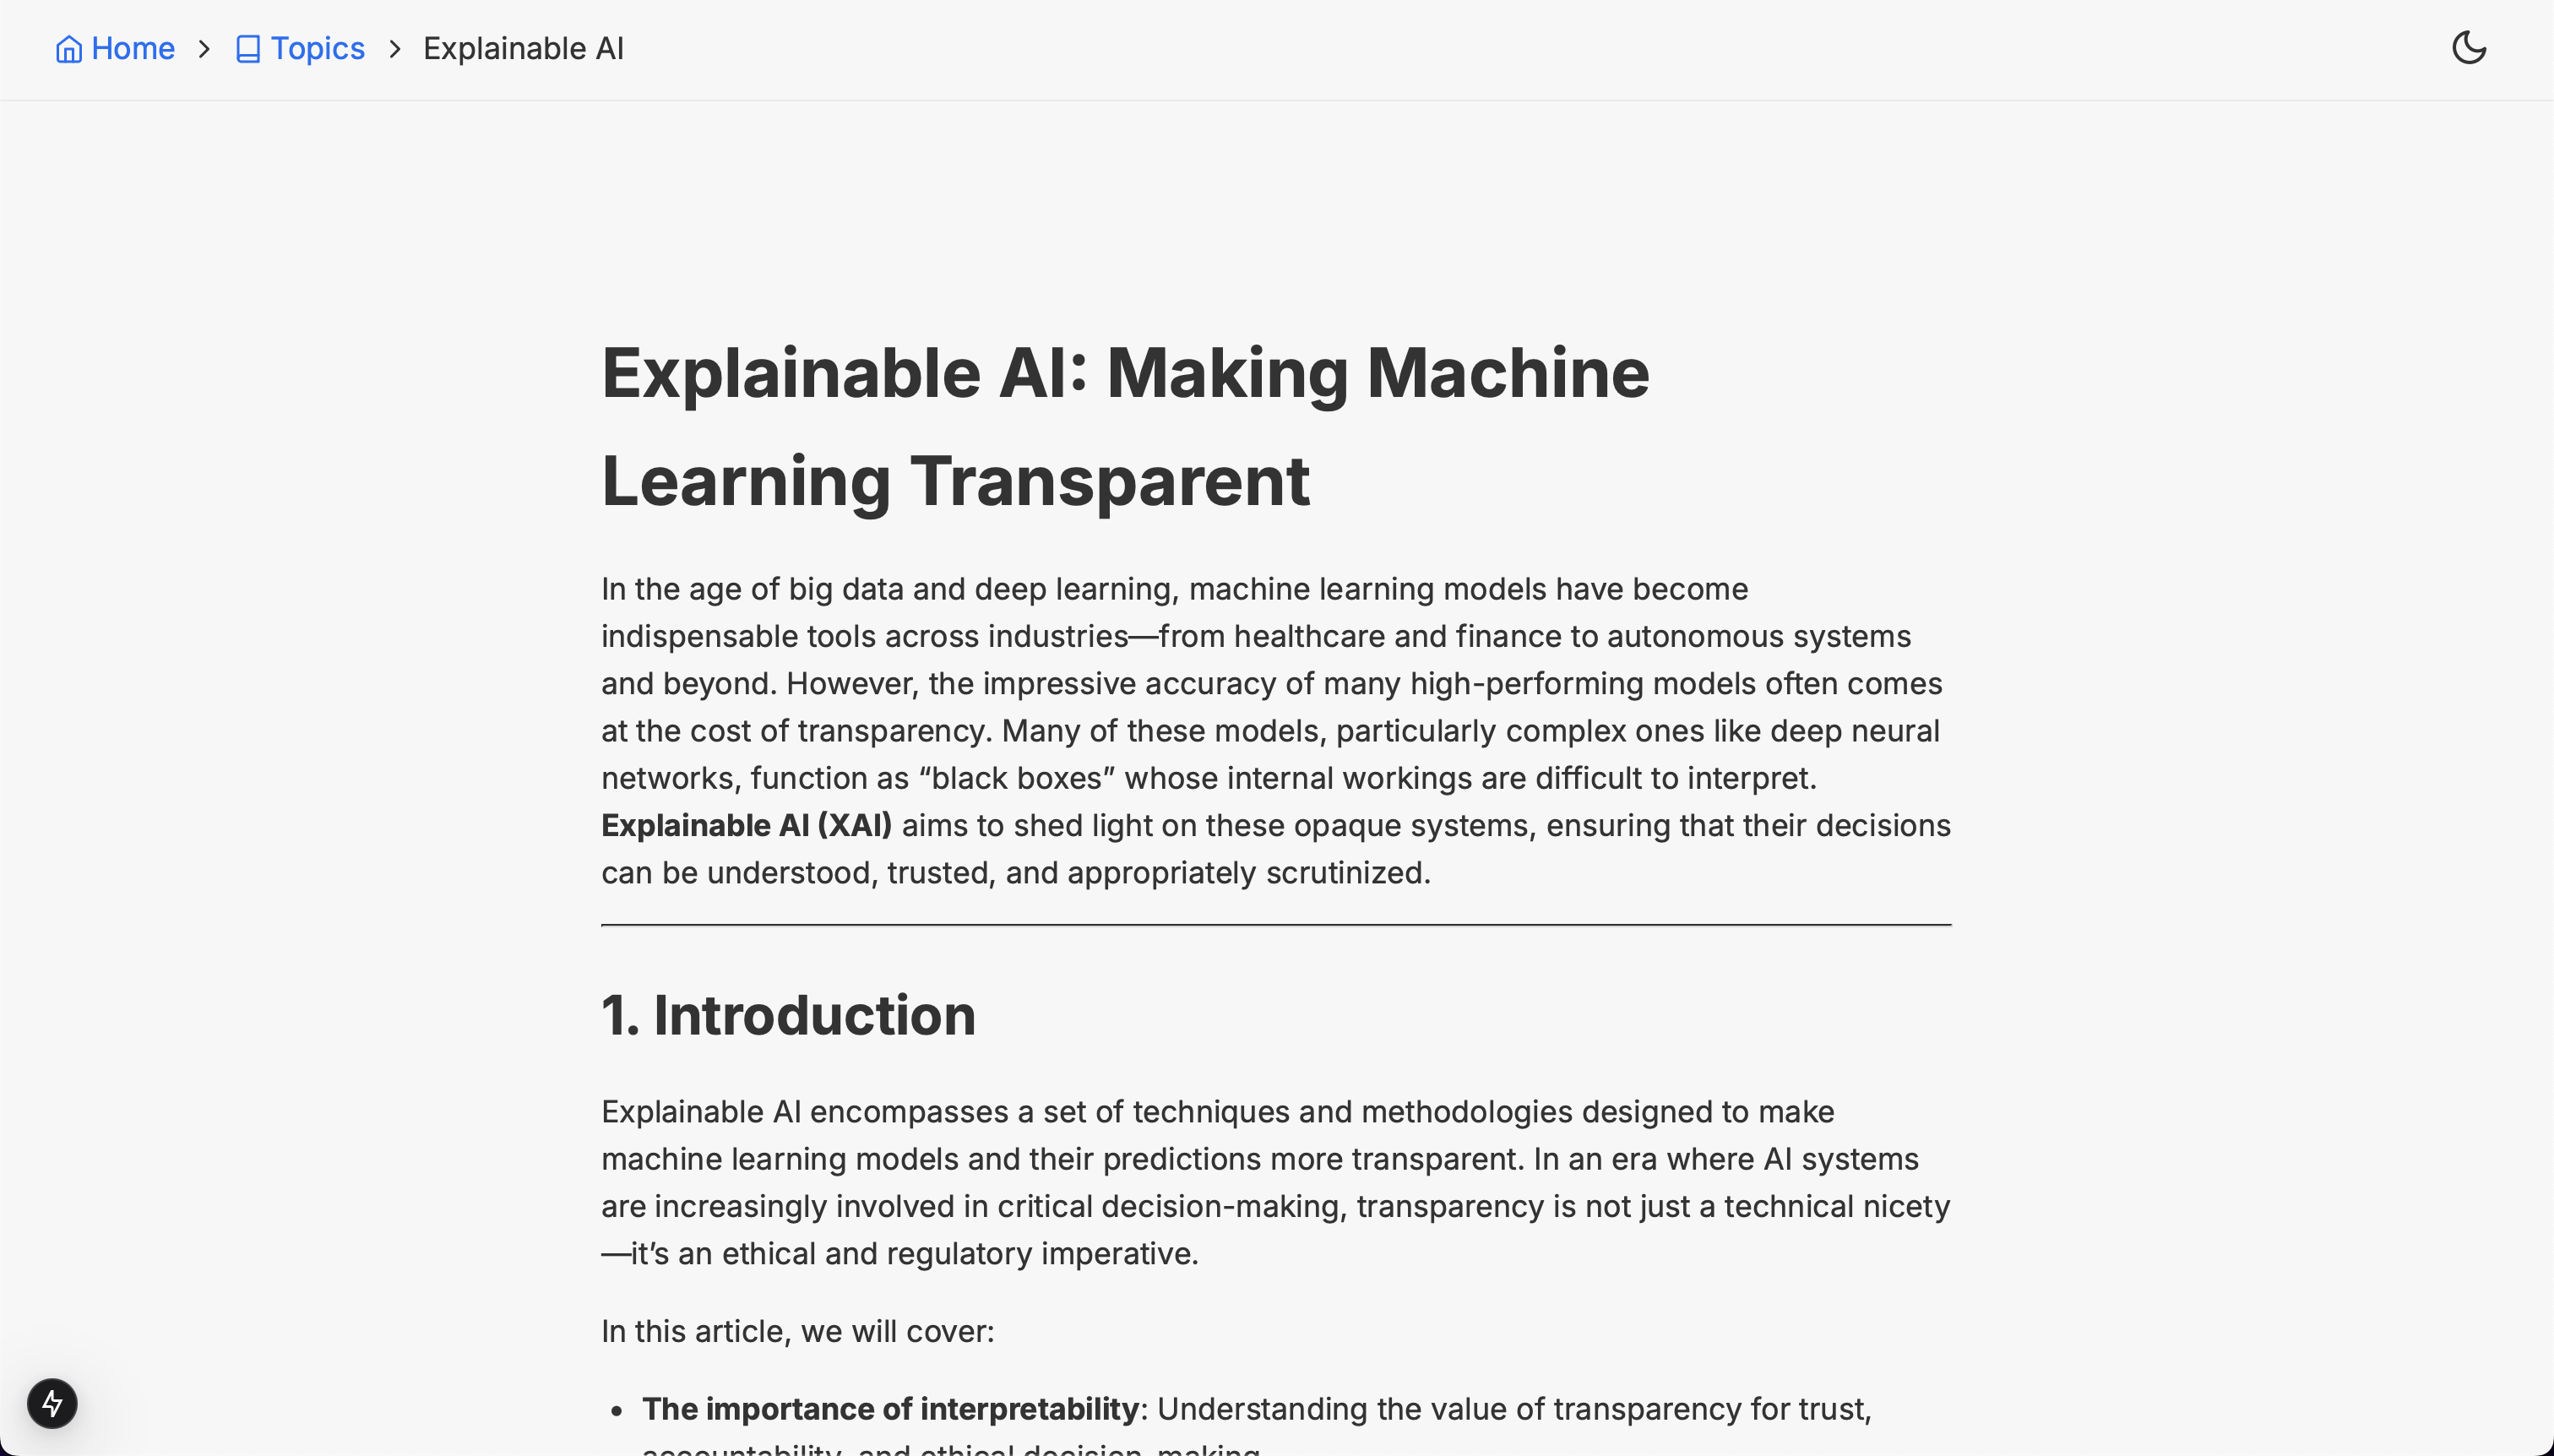 Home > Topics > Explainable AI
Explainable AI: Making Machine
Learning Transparent
In the age of big data and deep learning, machine learning models have become
indispensable tools across industries—from healthcare and finance to autonomous systems
and beyond. However, the impressive accuracy of many high-performing models often comes
at the cost of transparency. Many of these models, particularly complex ones like deep neural
networks, function as “black boxes” whose internal workings are difficult to interpret.
Explainable AI (XAI) aims to shed light on these opaque systems, ensuring that their decisions
can be understood, trusted, and appropriately scrutinized.
1. Introduction
Explainable AI encompasses a set of techniques and methodologies designed to make
machine learning models and their predictions more transparent. In an era where AI systems
are increasingly involved in critical decision-making, transparency is not just a technical nicety
—it’s an ethical and regulatory imperative.
In this article, we will cover:
• The importance of interpretability: Understanding the value of transparency for trust,
accountability, and ethical decision-making.